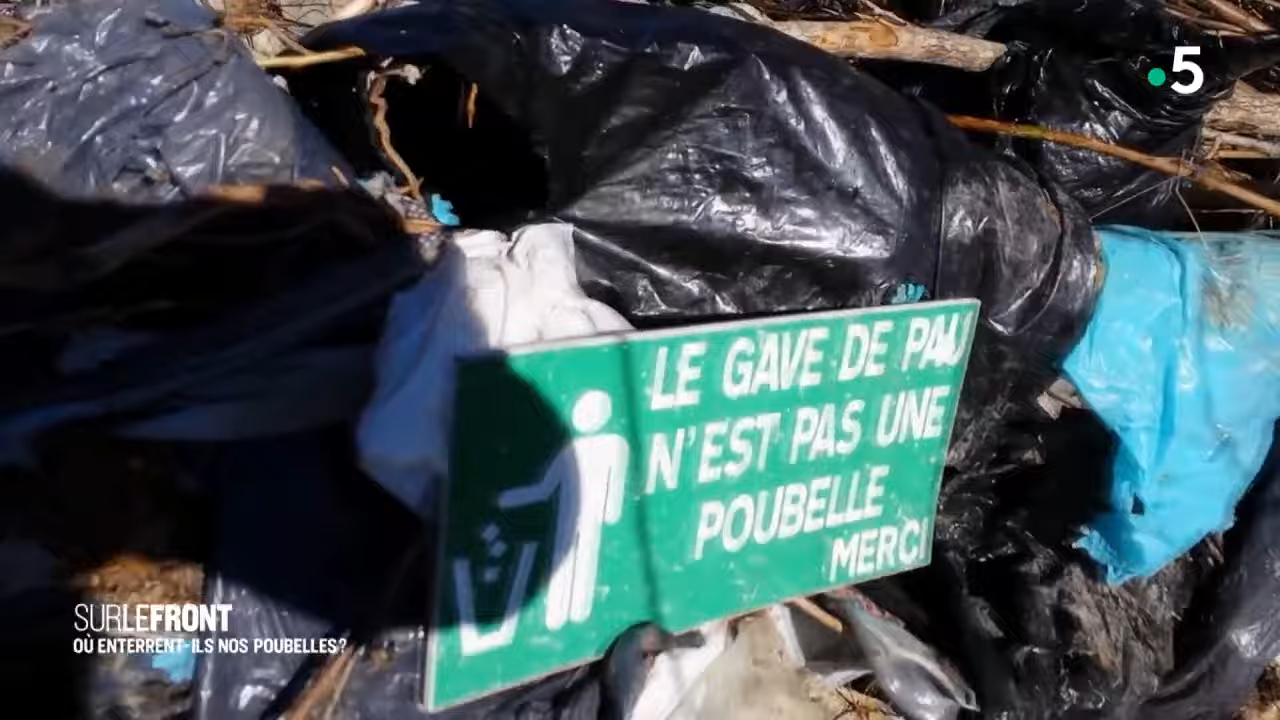 5
LE GAVE DE PAU
N'EST PAS UNE
POUBELLE
MERCI
SURLEFRONT
OÙ ENTERRENT-ILS NOS POUBELLES?